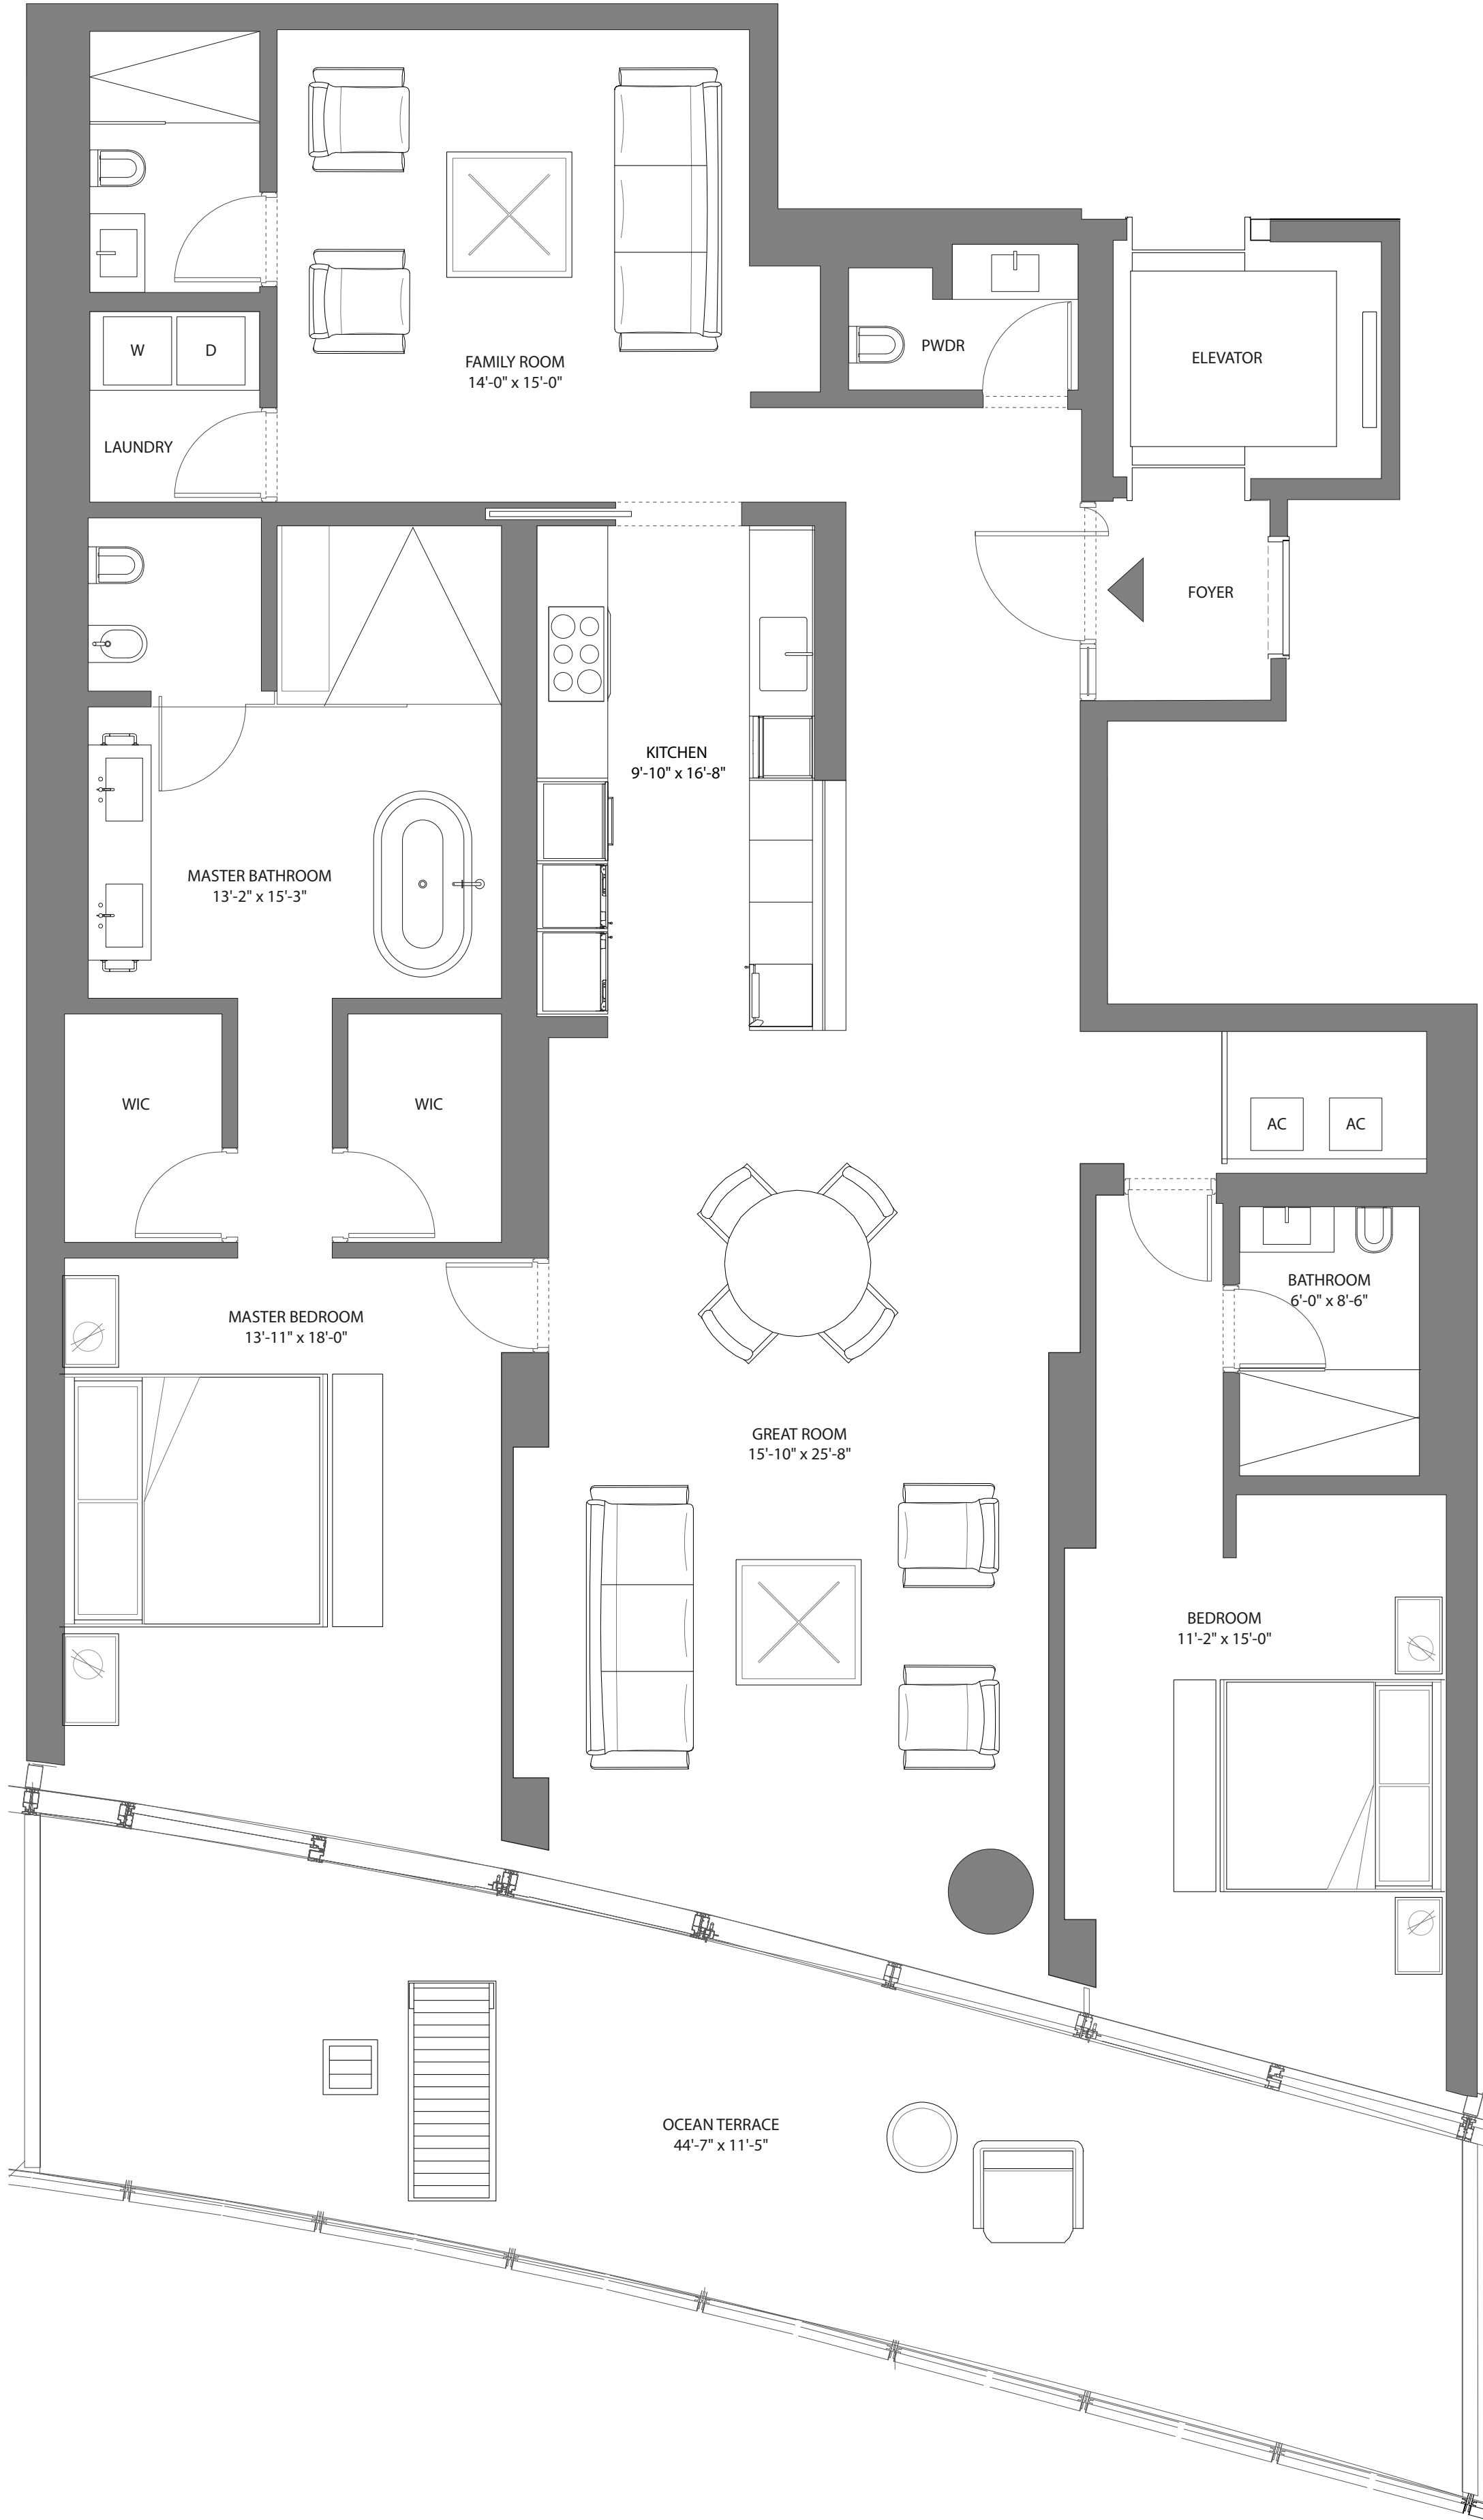 FAMILY ROOM
14'-0" x 15'-0"
W
D
LAUNDRY
PWDR
ELEVATOR
FOYER
KITCHEN
9'-10" x 16'-8"
MASTER BATHROOM
13'-2" x 15'-3"
WIC
WIC
AC
AC
BATHROOM
6'-0" x 8'-6"
MASTER BEDROOM
13'-11" x 18'-0"
GREAT ROOM
15'-10" x 25'-8"
BEDROOM
11'-2" x 15'-0"
OCEAN TERRACE
44'-7" x 11'-5"